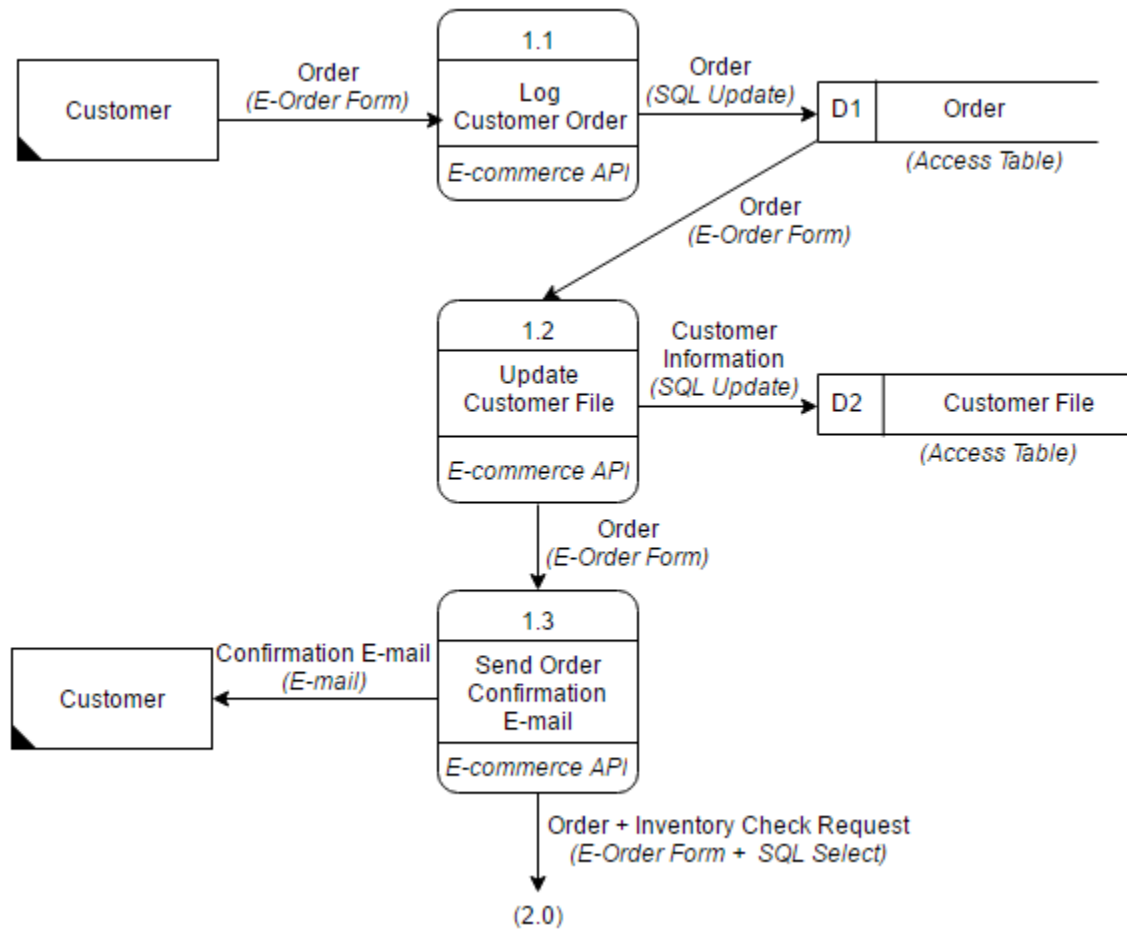 1.1
Customer
Order
(E-Order Form)
Log
Customer Order
E-commerce API
Order
(SQL Update)
D1
Order
(Access Table)
Order
(E-Order Form)
1.2
Update
Customer File
E-commerce API
Customer
Information
(SQL Update)
D2
Customer File
(Access Table)
Order
(E-Order Form)
1.3
Send Order
Confirmation
E-mail
E-commerce API
Confirmation E-mail
(E-mail)
Customer
Order + Inventory Check Request
(E-Order Form + SQL Select)
(2.0)